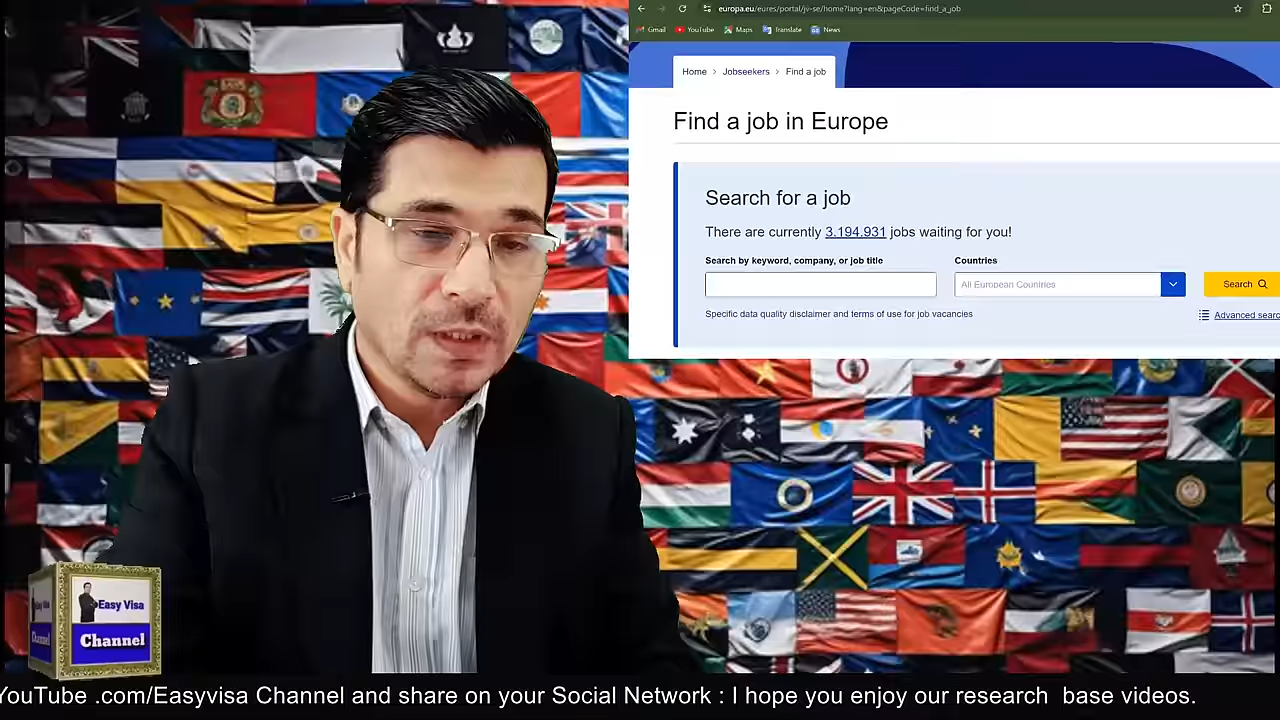 europa.eu/eures/portal/jv-se/home?lang=en&pageCode=find_a_job
Gmail YouTube Maps Translate News
Home > Jobseekers > Find a job
Find a job in Europe
Search for a job
There are currently 3.194.931 jobs waiting for you!
Search by keyword, company, or job title
Countries
All European Countries
Search
Specific data quality disclaimer and terms of use for job vacancies
Advanced searc
Easy Visa
Channel
YouTube .com/Easyvisa Channel and share on your Social Network : I hope you enjoy our research base videos.